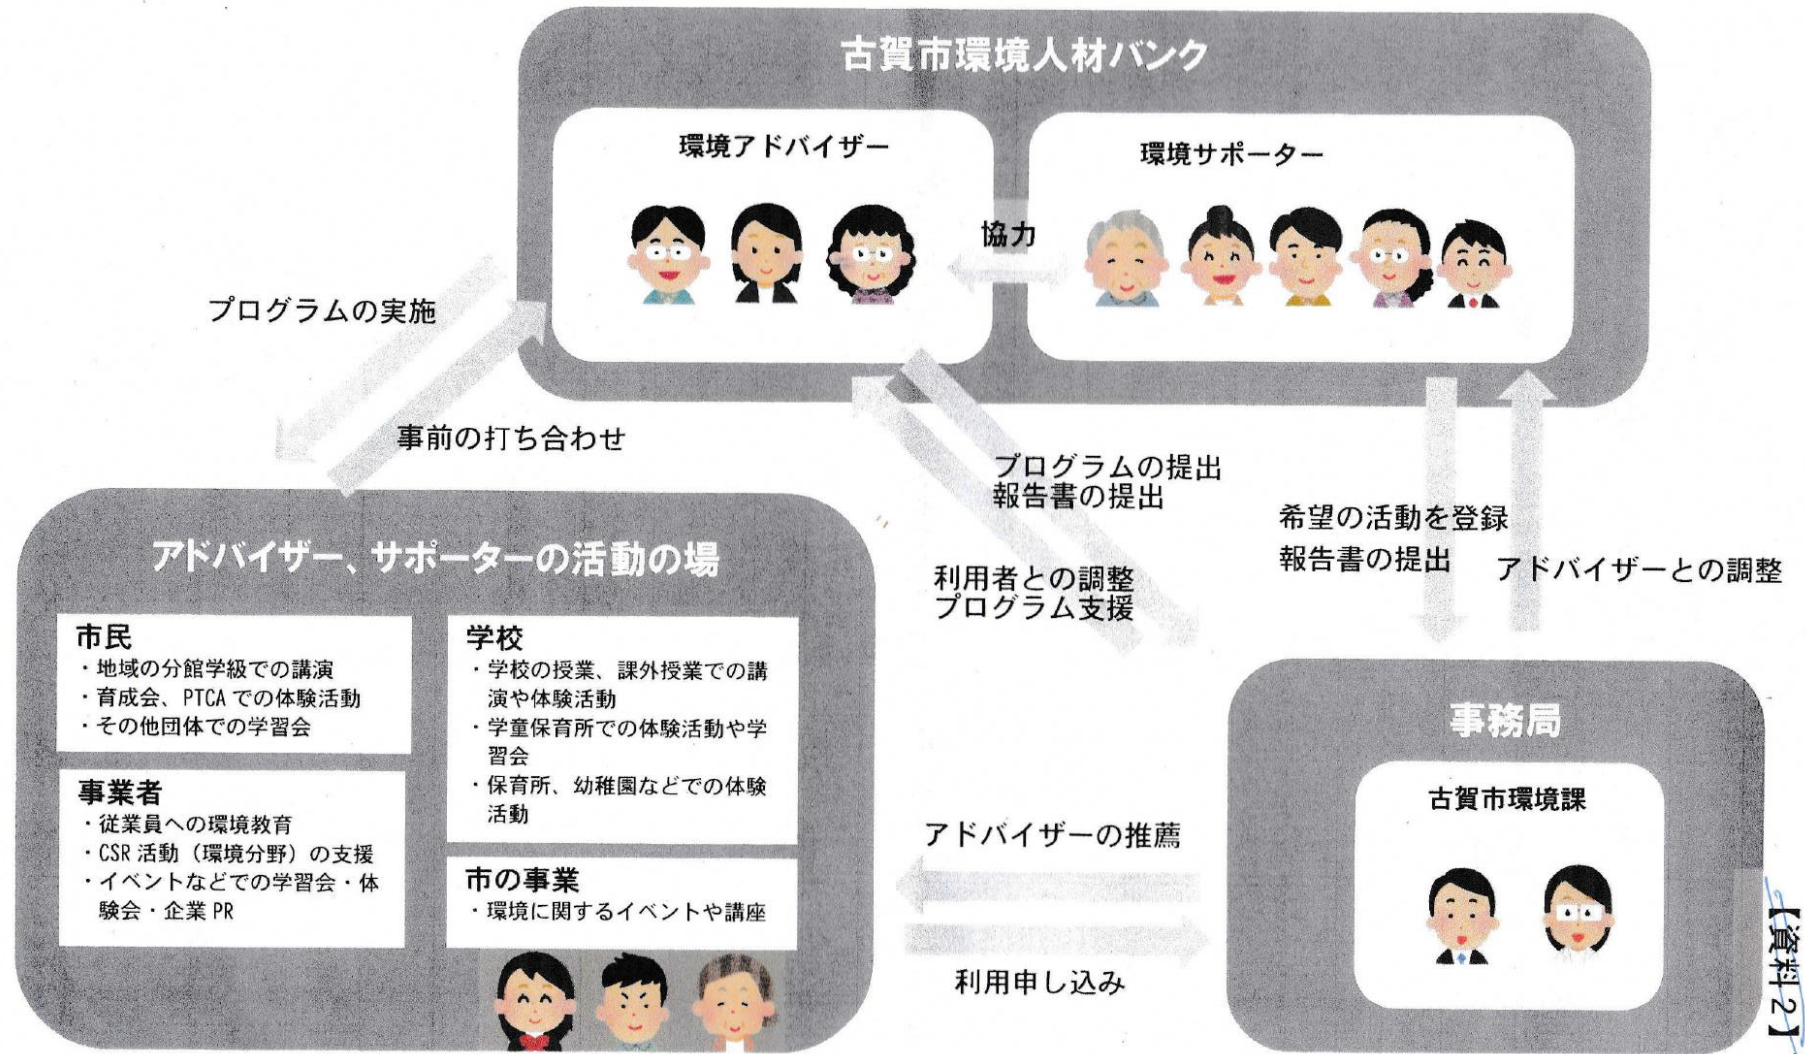 古賀市環境人材バンク
環境アドバイザー
環境サポーター
協力
プログラムの実施
事前の打ち合わせ
プログラムの提出
報告書の提出
利用者との調整
プログラム支援
希望の活動を登録
報告書の提出
アドバイザーとの調整
アドバイザー、サポーターの活動の場
市民
・地域の分館学級での講演
・育成会、PTCAでの体験活動
・その他団体での学習会
事業者
・従業員への環境教育
・CSR活動（環境分野）の支援
・イベントなどでの学習会・体
験会・企業PR
学校
・学校の授業、課外授業での講
演や体験活動
・学童保育所での体験活動や学
習会
・保育所、幼稚園などでの体験
活動
市の事業
・環境に関するイベントや講座
アドバイザーの推薦
利用申し込み
事務局
古賀市環境課
【資料2】